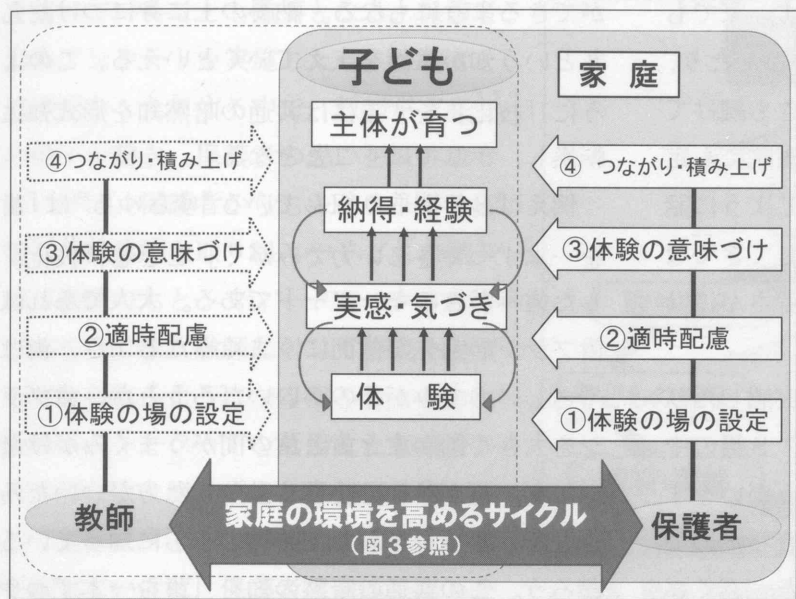 子ども
家 庭
主体が育つ
④つながり・積み上げ
④ つながり・積み上げ
納得・経験
③体験の意味づけ
③体験の意味づけ
実感・気づき
②適時配慮
②適時配慮
体 験
①体験の場の設定
①体験の場の設定
教師
家庭の環境を高めるサイクル
(図3参照)
保護者